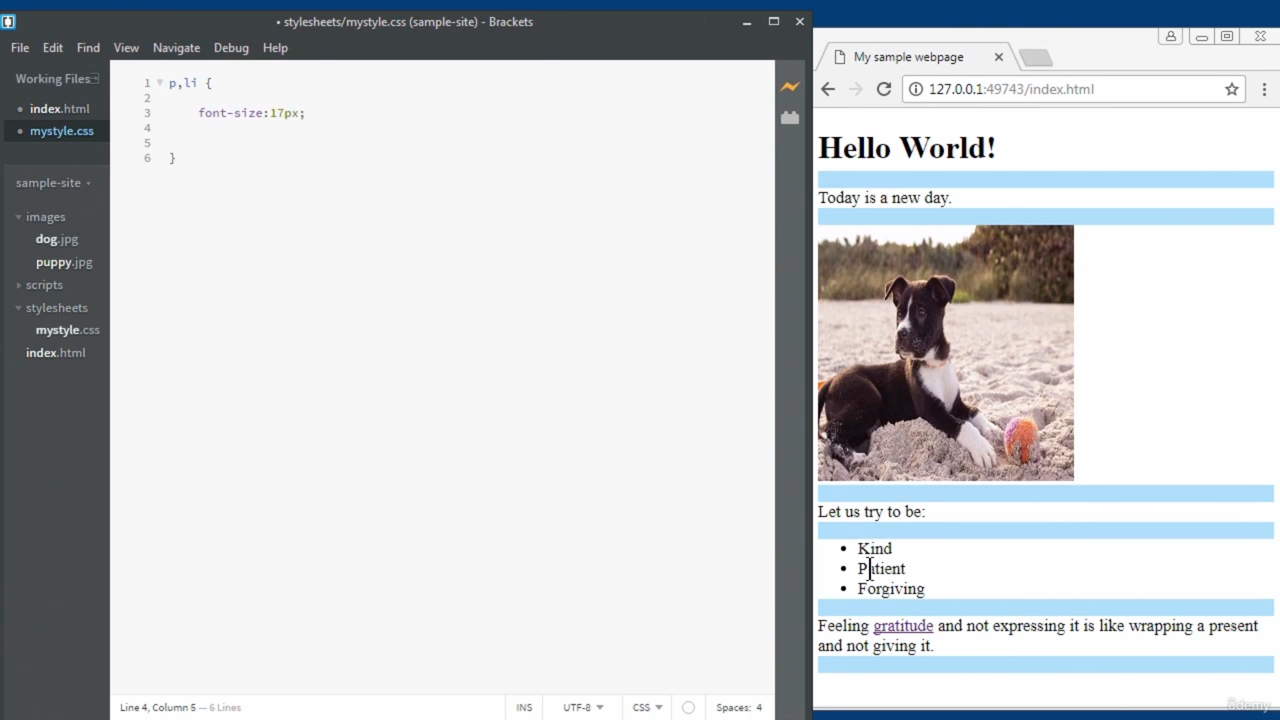 • stylesheets/mystyle.css (sample-site) - Brackets
File Edit Find View Navigate Debug Help
Working Files
index.html
mystyle.css
sample-site
images
dog.jpg
puppy.jpg
scripts
stylesheets
mystyle.css
index.html
1 p,li {
2
3 font-size:17px;
4
5
6 }
Line 4, Column 5 — 6 Lines
INS UTF-8 CSS Spaces: 4
My sample webpage
127.0.0.1:49743/index.html
Hello World!
Today is a new day.
Let us try to be:
• Kind
• Patient
• Forgiving
Feeling gratitude and not expressing it is like wrapping a present
and not giving it.
ûdemy